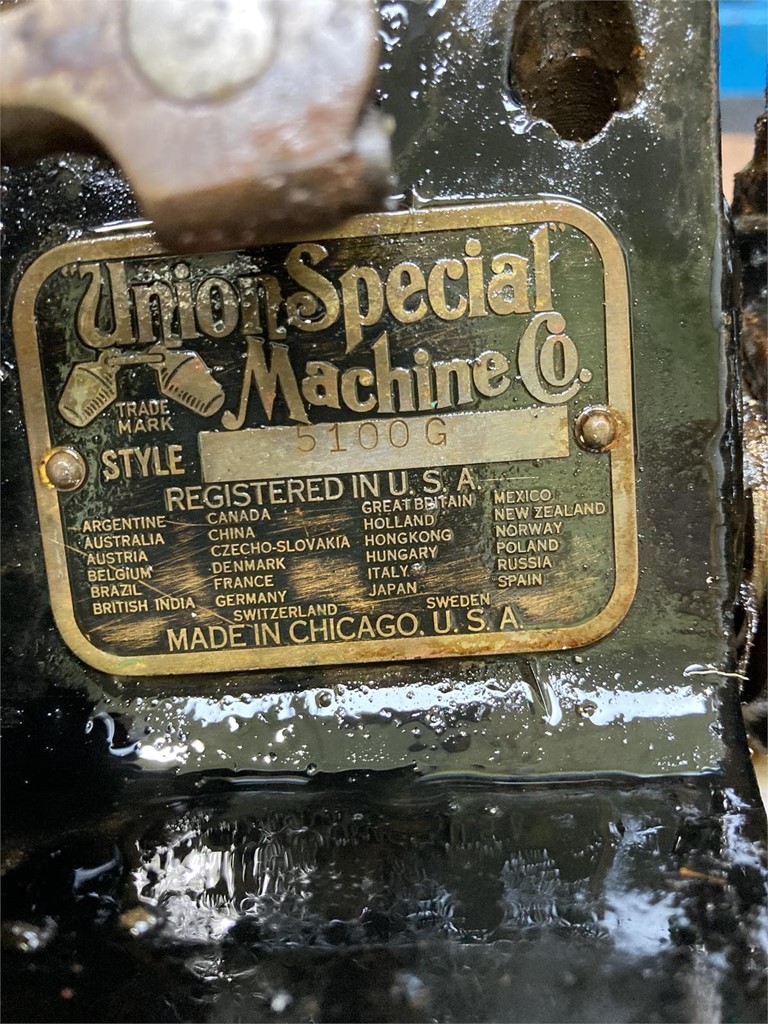 "Union Special"
Machine Co.
TRADE
MARK
STYLE 5100G
REGISTERED IN U. S. A.
ARGENTINE CANADA GREAT BRITAIN MEXICO
AUSTRALIA CHINA HOLLAND NEW ZEALAND
AUSTRIA CZECHO-SLOVAKIA HONGKONG NORWAY
BELGIUM DENMARK HUNGARY POLAND
BRAZIL FRANCE ITALY RUSSIA
BRITISH INDIA GERMANY JAPAN SPAIN
SWITZERLAND SWEDEN
MADE IN CHICAGO. U. S. A.